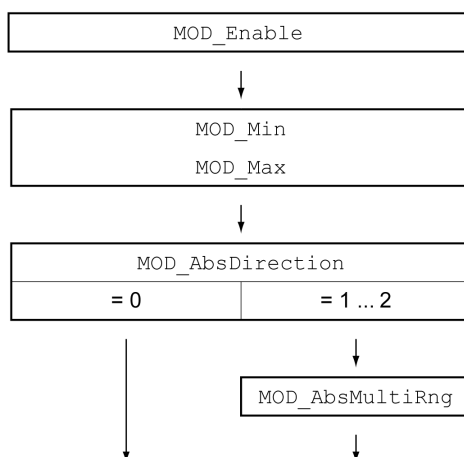 MOD_Enable
MOD_Min
MOD_Max
MOD_AbsDirection
= 0
= 1 ... 2
MOD_AbsMultiRng